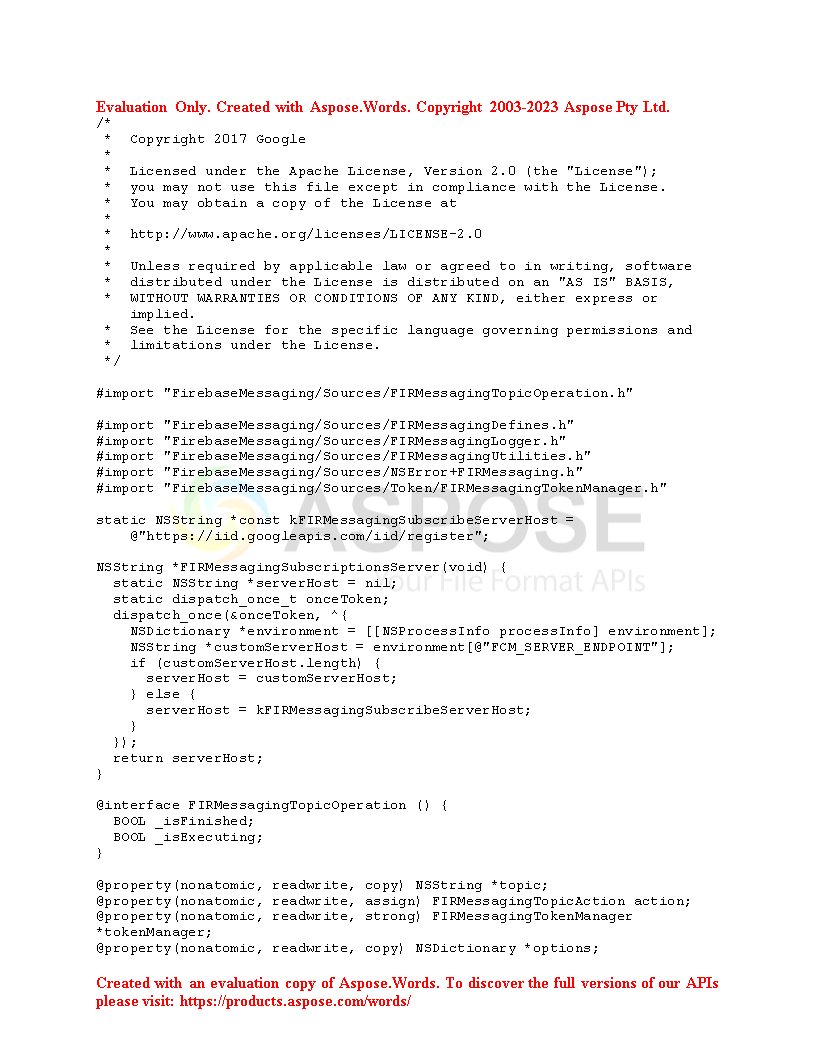 Evaluation Only. Created with Aspose.Words. Copyright 2003-2023 Aspose Pty Ltd.
/*
 *  Copyright 2017 Google
 *
 *  Licensed under the Apache License, Version 2.0 (the "License");
 *  you may not use this file except in compliance with the License.
 *  You may obtain a copy of the License at
 *
 *  http://www.apache.org/licenses/LICENSE-2.0
 *
 *  Unless required by applicable law or agreed to in writing, software
 *  distributed under the License is distributed on an "AS IS" BASIS,
 *  WITHOUT WARRANTIES OR CONDITIONS OF ANY KIND, either express or
    implied.
 *  See the License for the specific language governing permissions and
 *  limitations under the License.
 */

#import "FirebaseMessaging/Sources/FIRMessagingTopicOperation.h"

#import "FirebaseMessaging/Sources/FIRMessagingDefines.h"
#import "FirebaseMessaging/Sources/FIRMessagingLogger.h"
#import "FirebaseMessaging/Sources/FIRMessagingUtilities.h"
#import "FirebaseMessaging/Sources/NSError+FIRMessaging.h"
#import "FirebaseMessaging/Sources/Token/FIRMessagingTokenManager.h"

static NSString *const kFIRMessagingSubscribeServerHost =
    @"https://iid.googleapis.com/iid/register";
ASPOSE
Your File Format APIs

NSString *FIRMessagingSubscriptionsServer(void) {
  static NSString *serverHost = nil;
  static dispatch_once_t onceToken;
  dispatch_once(&onceToken, ^{
    NSDictionary *environment = [[NSProcessInfo processInfo] environment];
    NSString *customServerHost = environment[@"FCM_SERVER_ENDPOINT"];
    if (customServerHost.length) {
      serverHost = customServerHost;
    } else {
      serverHost = kFIRMessagingSubscribeServerHost;
    }
  });
  return serverHost;
}

@interface FIRMessagingTopicOperation () {
  BOOL _isFinished;
  BOOL _isExecuting;
}

@property(nonatomic, readwrite, copy) NSString *topic;
@property(nonatomic, readwrite, assign) FIRMessagingTopicAction action;
@property(nonatomic, readwrite, strong) FIRMessagingTokenManager
*tokenManager;
@property(nonatomic, readwrite, copy) NSDictionary *options;

Created with an evaluation copy of Aspose.Words. To discover the full versions of our APIs
please visit: https://products.aspose.com/words/